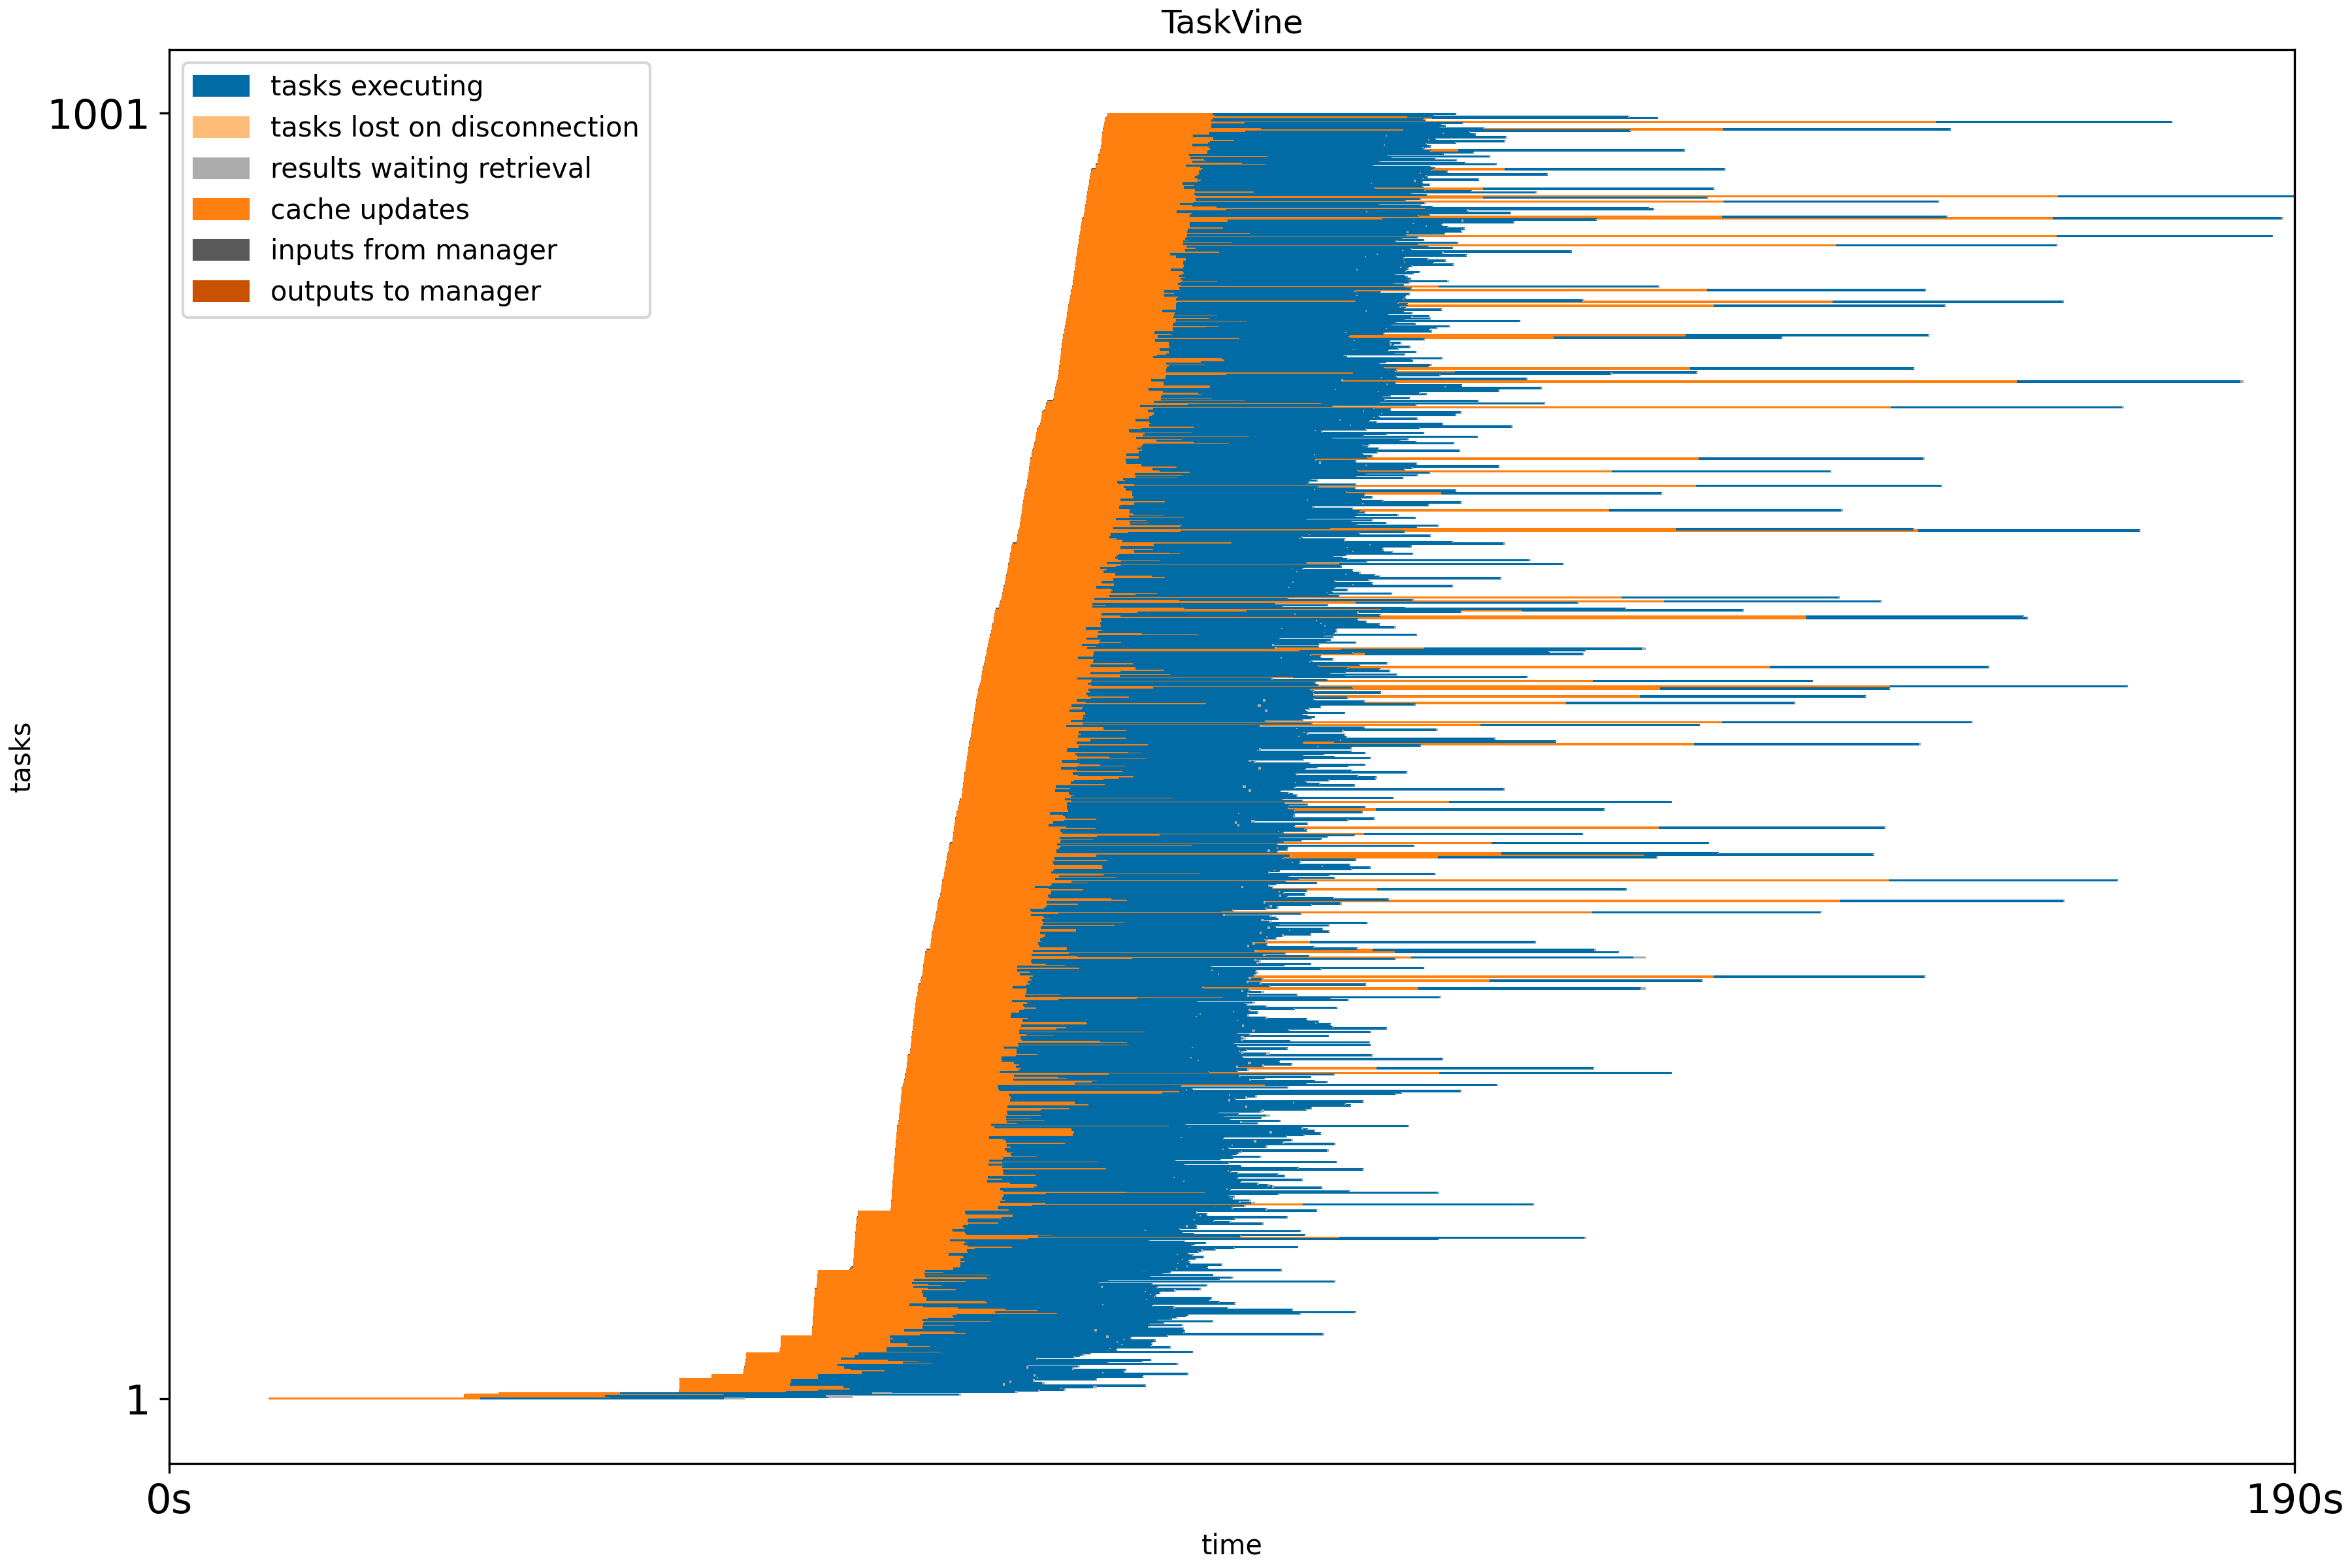 TaskVine
tasks executing
tasks lost on disconnection
results waiting retrieval
cache updates
inputs from manager
outputs to manager
1001
tasks
1
0s
190s
time